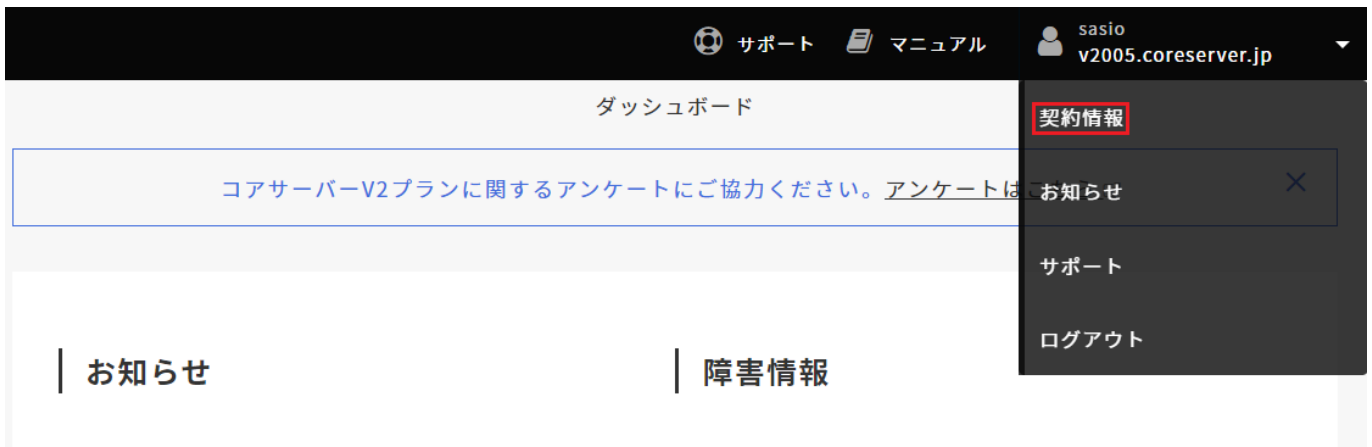 サポート
マニュアル
sasio
v2005.coreserver.jp
ダッシュボード
契約情報
コアサーバーV2プランに関するアンケートにご協力ください。アンケートは
お知らせ
サポート
ログアウト
お知らせ
障害情報